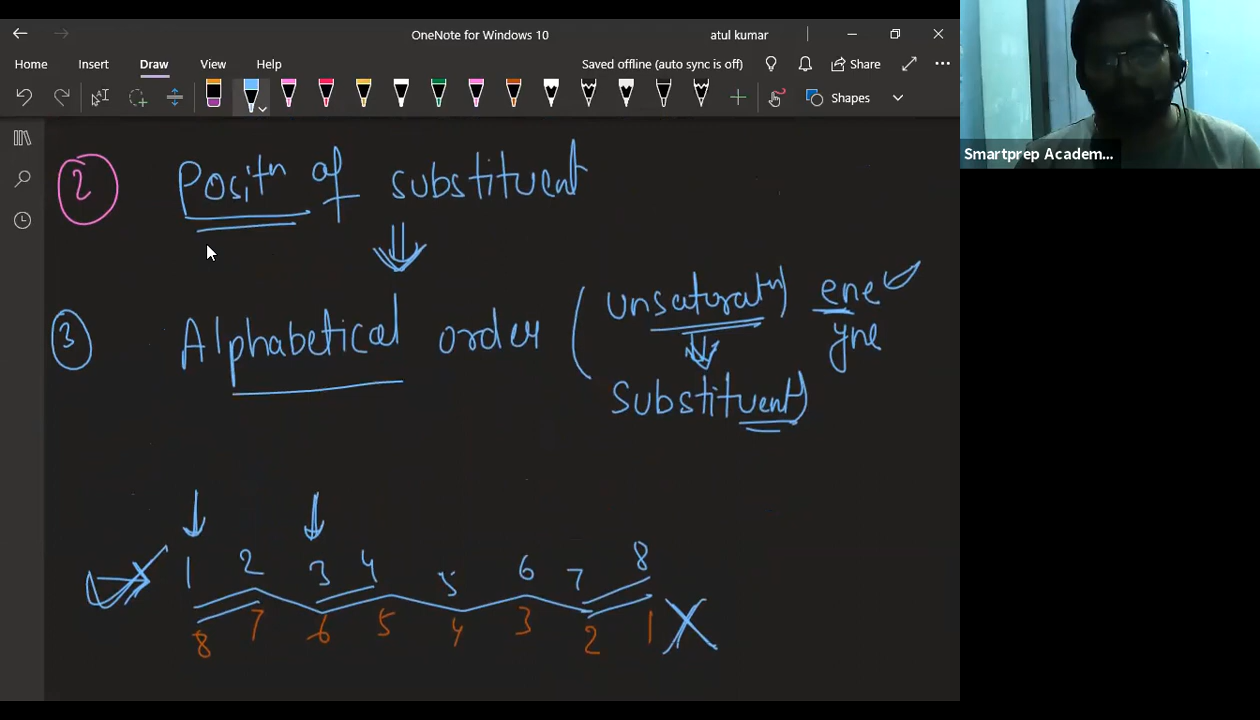 OneNote for Windows 10
atul kumar
Home Insert Draw View Help
Saved offline (auto sync is off)
Share
Shapes
Smartprep Academ...
2 Positn of substituent
3 Alphabetical order (unsaturatn) ene
yne
Substituent)
1 2 3 4 5 6 7 8
8 7 6 5 4 3 2 1